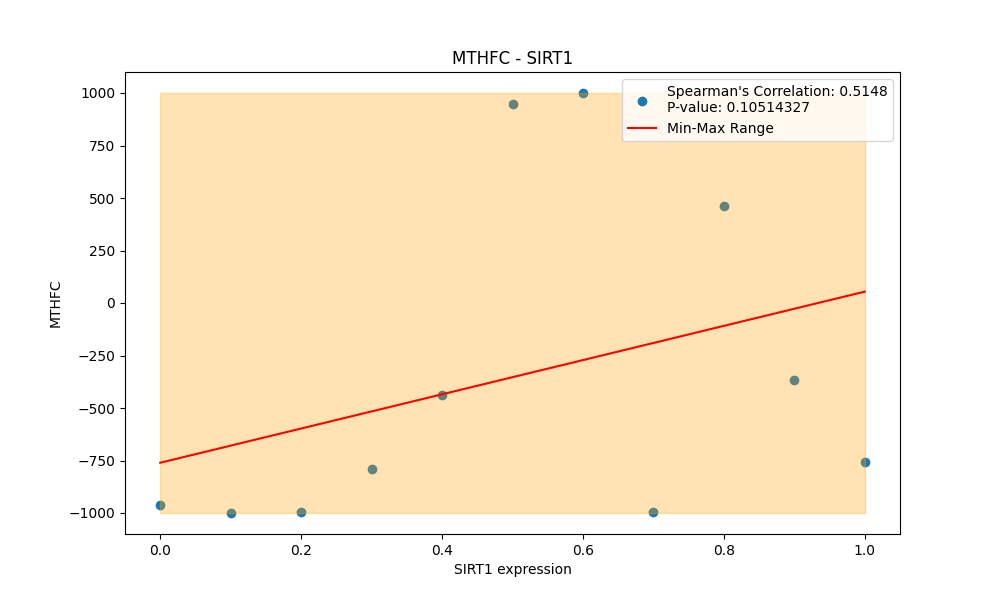 MTHFC - SIRT1
Spearman's Correlation: 0.5148
P-value: 0.10514327
Min-Max Range
1000
750
500
250
0
−250
−500
−750
−1000
MTHFC
0.0 0.2 0.4 0.6 0.8 1.0
SIRT1 expression